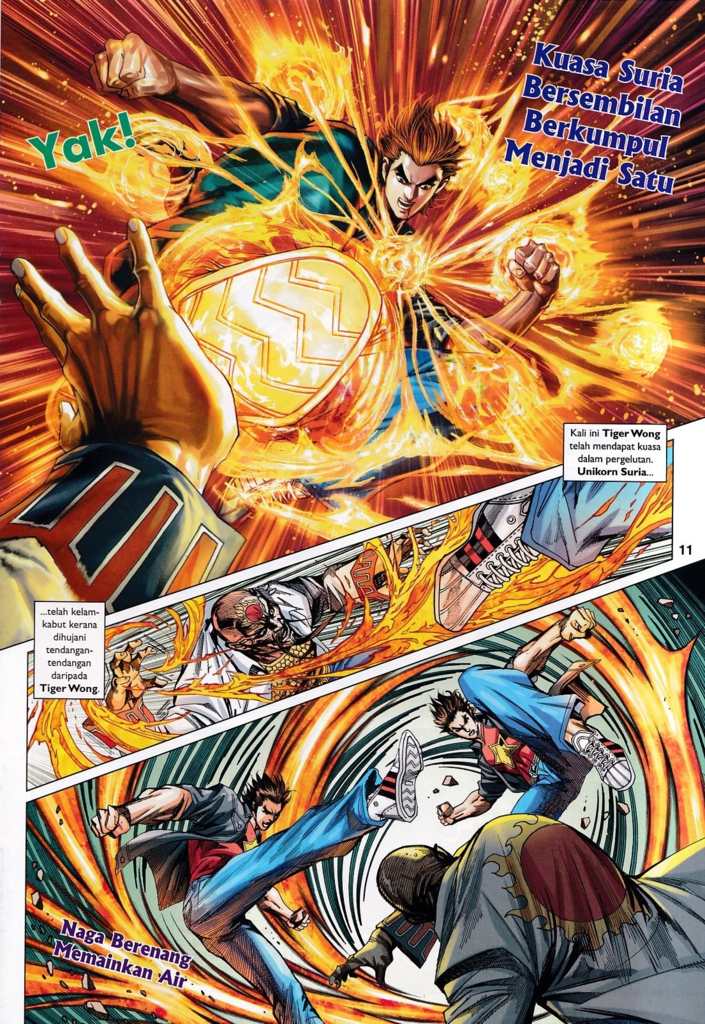 Yak!
Kuasa Suria
Bersembilan
Berkumpul
Menjadi Satu
Kali ini Tiger Wong
telah mendapat kuasa
dalam pergelutan.
Unikorn Suria...
11
...telah kelam-
kabut kerana
dihujani
tendangan-
tendangan
daripada
Tiger Wong.
Naga Berenang
Memainkan Air